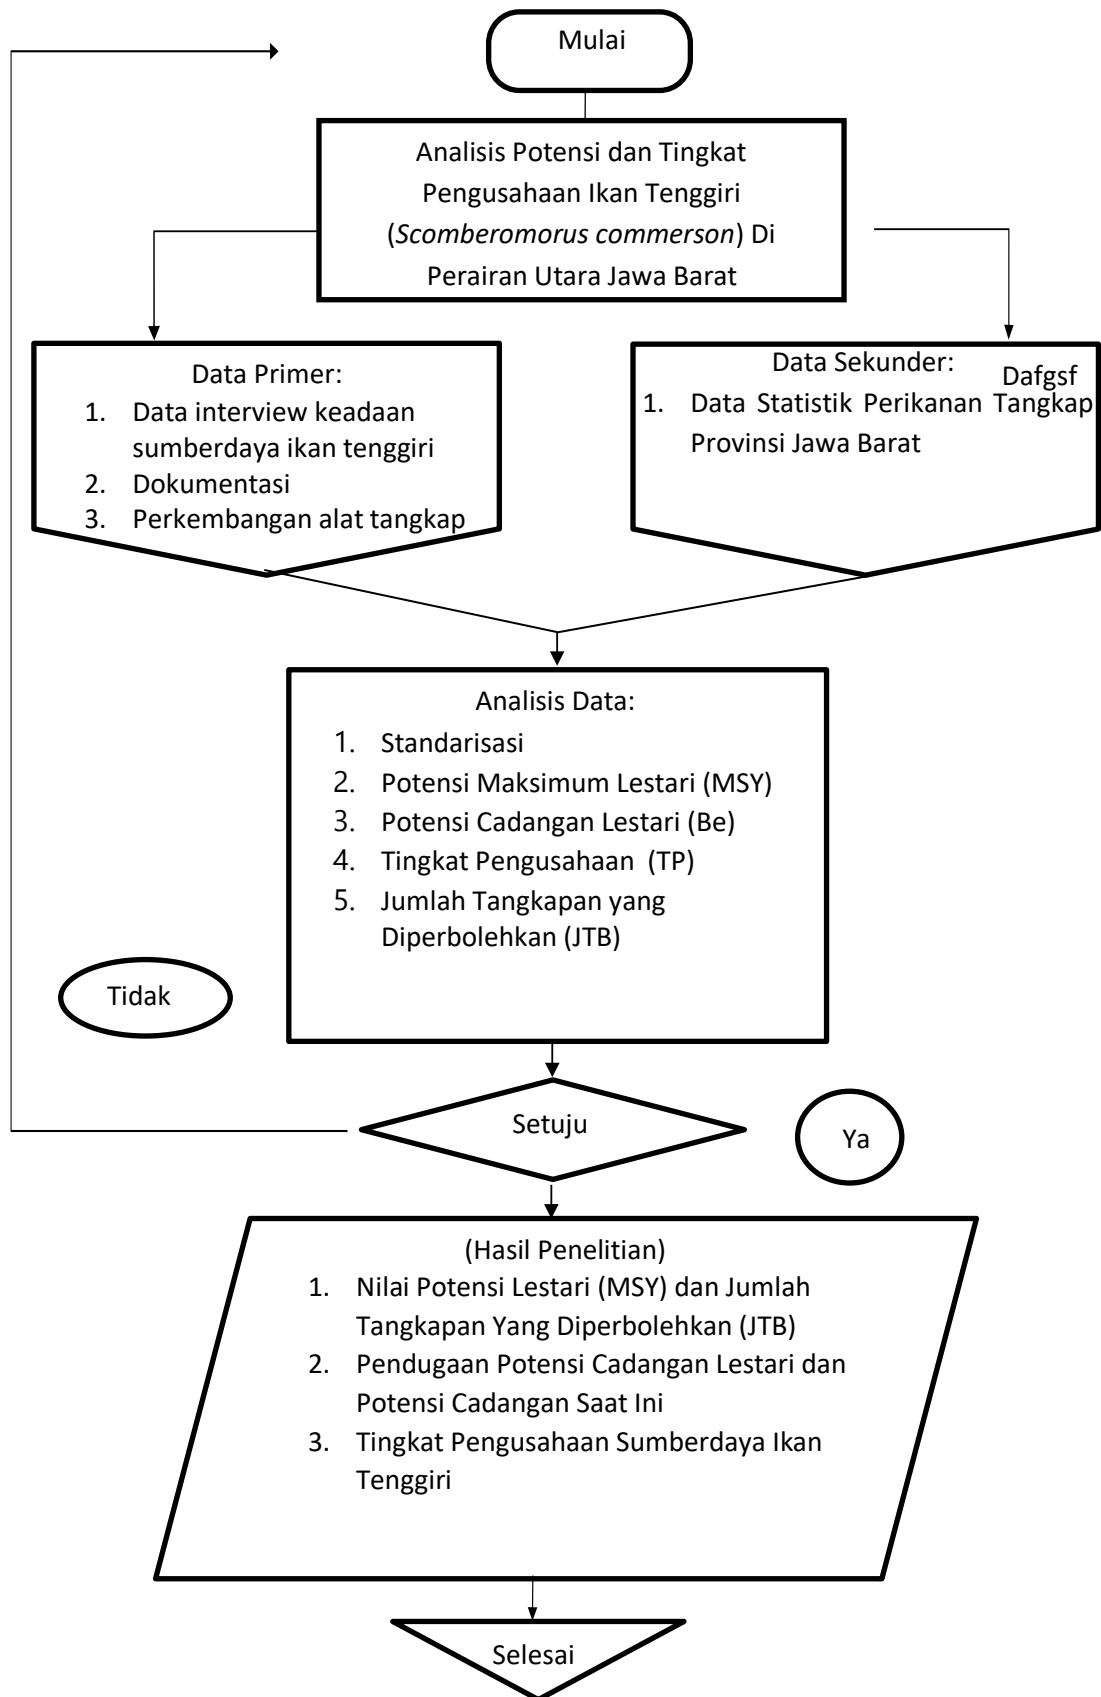 Mulai
Analisis Potensi dan Tingkat
Pengusahaan Ikan Tenggiri
(Scomberomorus commerson) Di
Perairan Utara Jawa Barat
Data Primer:
1. Data interview keadaan
sumberdaya ikan tenggiri
2. Dokumentasi
3. Perkembangan alat tangkap
Data Sekunder:
Dafgsf
1. Data Statistik Perikanan Tangkap
Provinsi Jawa Barat
Analisis Data:
1. Standarisasi
2. Potensi Maksimum Lestari (MSY)
3. Potensi Cadangan Lestari (Be)
4. Tingkat Pengusahaan (TP)
5. Jumlah Tangkapan yang
Diperbolehkan (JTB)
Tidak
Setuju
Ya
(Hasil Penelitian)
1. Nilai Potensi Lestari (MSY) dan Jumlah
Tangkapan Yang Diperbolehkan (JTB)
2. Pendugaan Potensi Cadangan Lestari dan
Potensi Cadangan Saat Ini
3. Tingkat Pengusahaan Sumberdaya Ikan
Tenggiri
Selesai